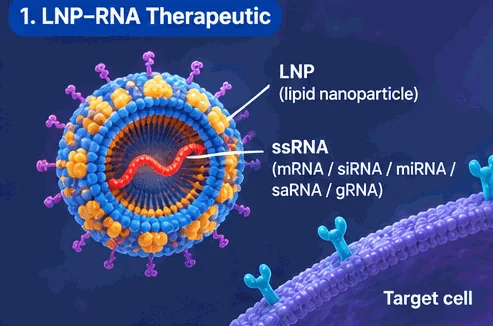 1. LNP–RNA Therapeutic
LNP
(lipid nanoparticle)
ssRNA
(mRNA / siRNA / miRNA /
saRNA / gRNA)
Target cell